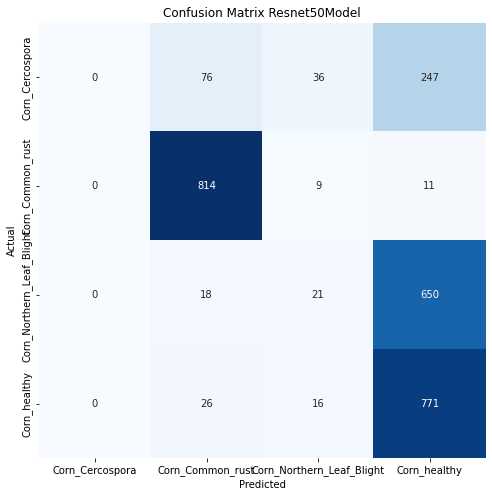 Confusion Matrix Resnet50Model
Actual
Corn_Cercospora
0 76 36 247
Corn_Common_rust
0 814 9 11
Corn_Northern_Leaf_Blight
0 18 21 650
Corn_healthy
0 26 16 771
Corn_Cercospora Corn_Common_rust Corn_Northern_Leaf_Blight Corn_healthy
Predicted